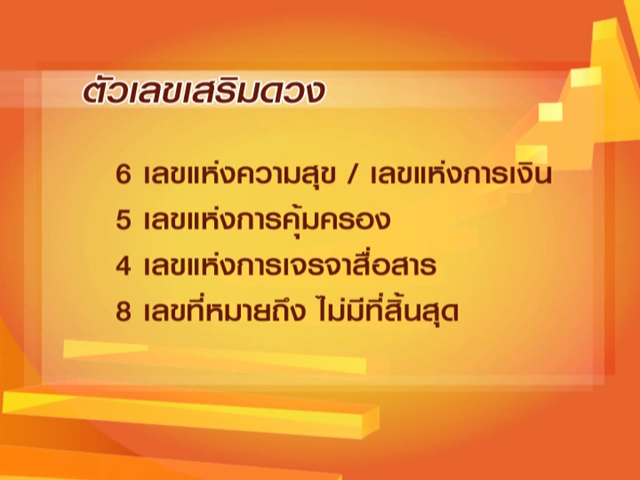 ตัวเลขเสริมดวง
6 เลขแห่งความสุข / เลขแห่งการเงิน
5 เลขแห่งการคุ้มครอง
4 เลขแห่งการเจรจาสื่อสาร
8 เลขที่หมายถึง ไม่มีที่สิ้นสุด